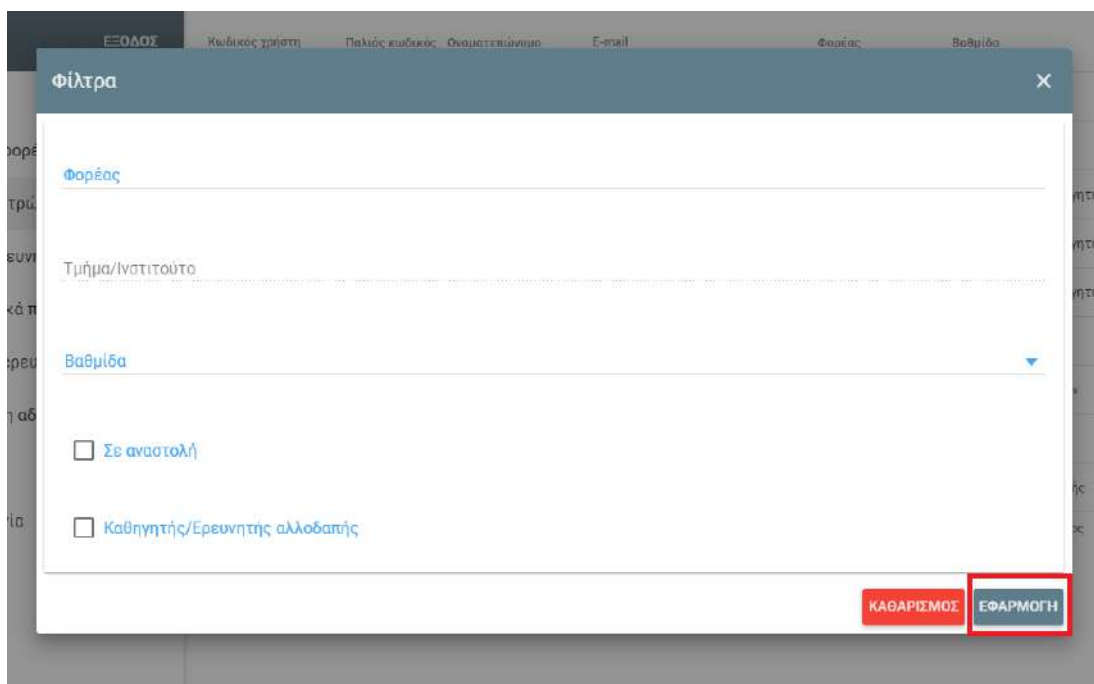 ΕΞΟΔΟΣ Κωδικός χρήστη Παλιός κωδικός Ονοματεπώνυμο E-mail Φορέας Βαθμίδα
Φίλτρα
Φορέας
Τμήμα/Ινστιτούτο
Βαθμίδα
Σε αναστολή
Καθηγητής/Ερευνητής αλλοδαπής
ΚΑΘΑΡΙΣΜΟΣ ΕΦΑΡΜΟΓΗ